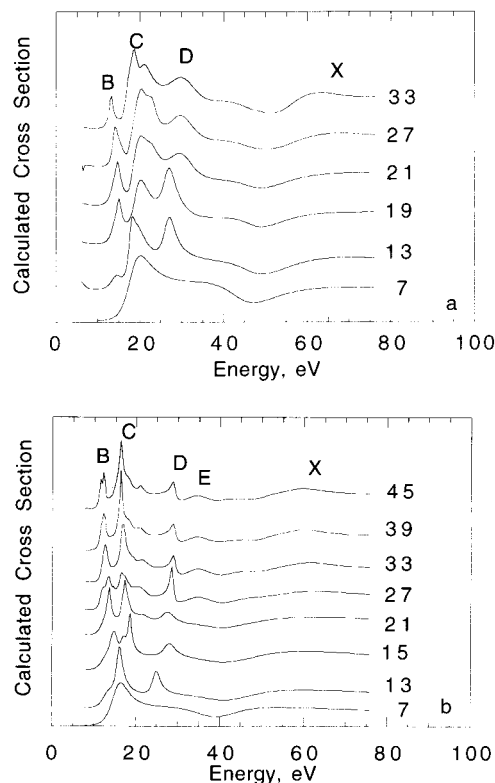 C
D
B
X
33
27
21
19
13
7
a
Calculated Cross Section
0 20 40 60 80 100
Energy, eV
C
B
D
E
X
45
39
33
27
21
15
13
7
b
Calculated Cross Section
0 20 40 60 80 100
Energy, eV